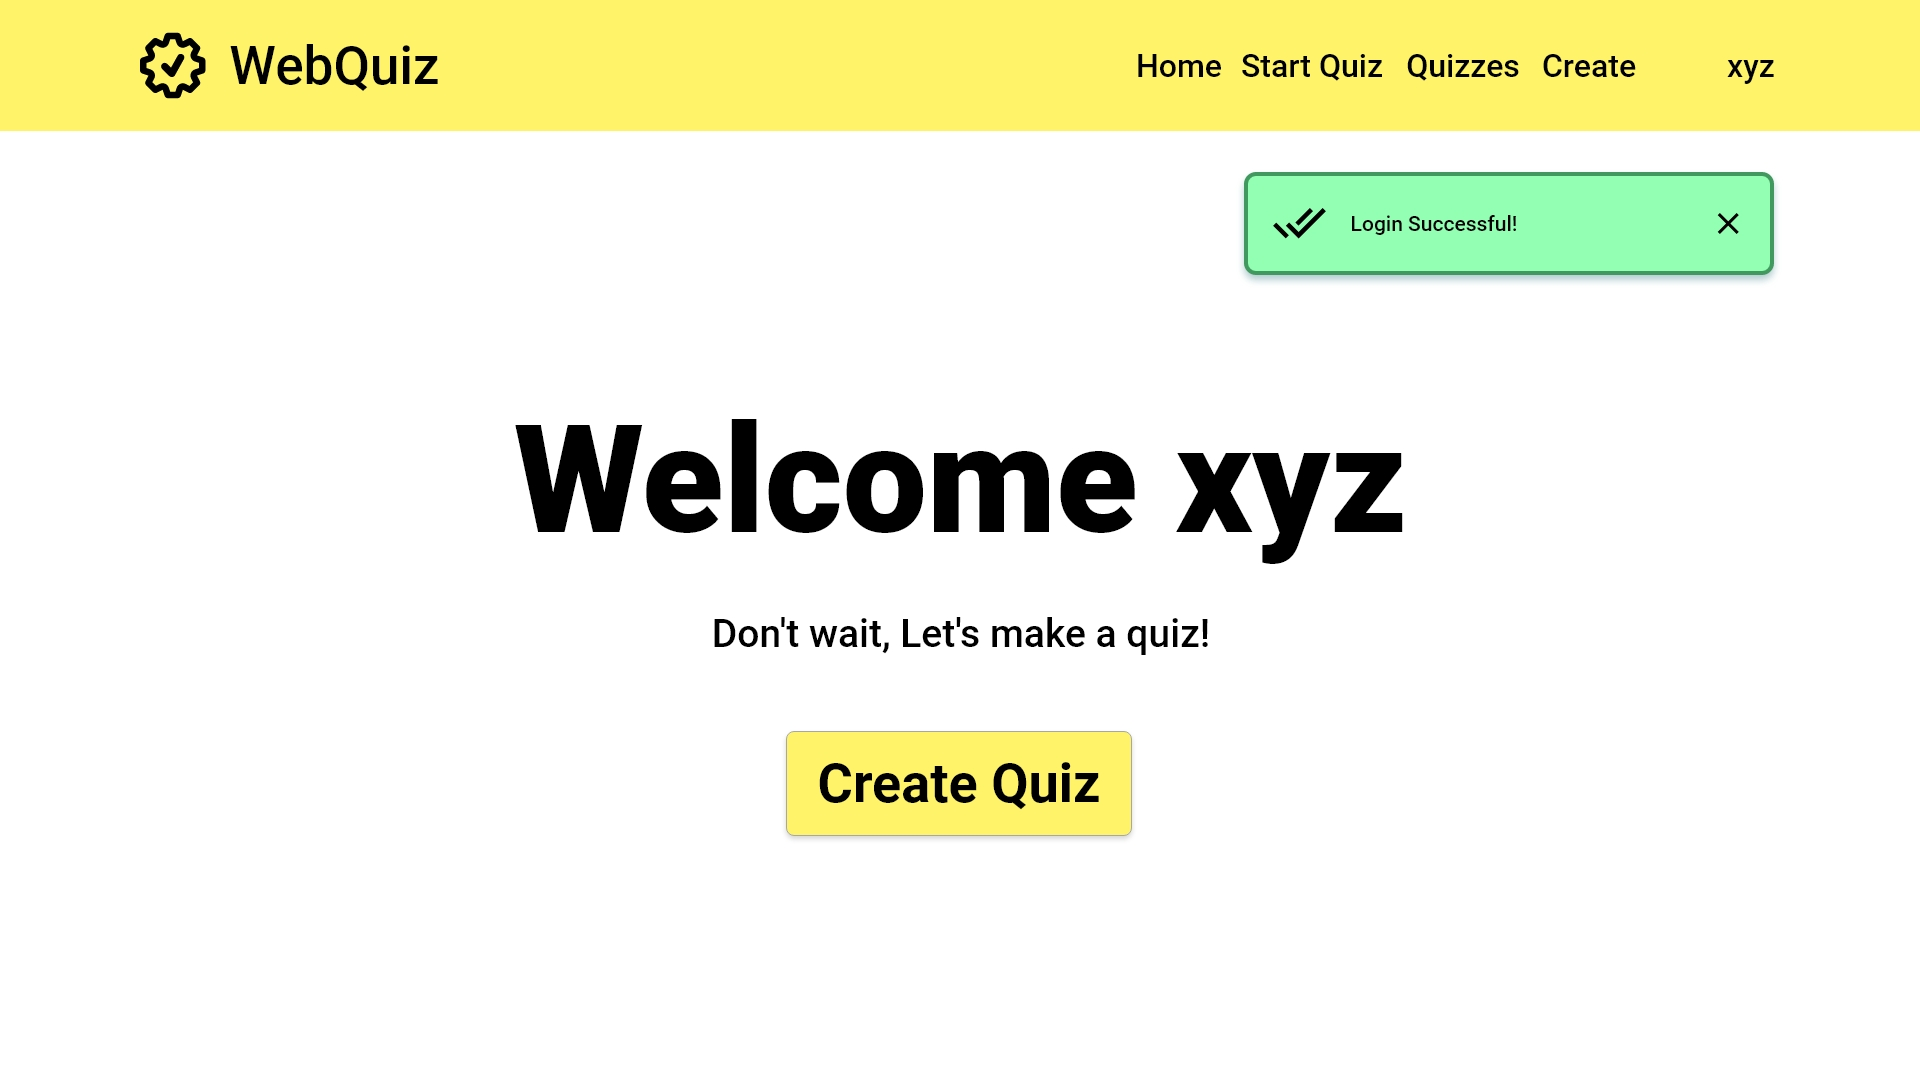 WebQuiz
Home Start Quiz Quizzes Create xyz
Login Successful!
Welcome xyz
Don't wait, Let's make a quiz!
Create Quiz